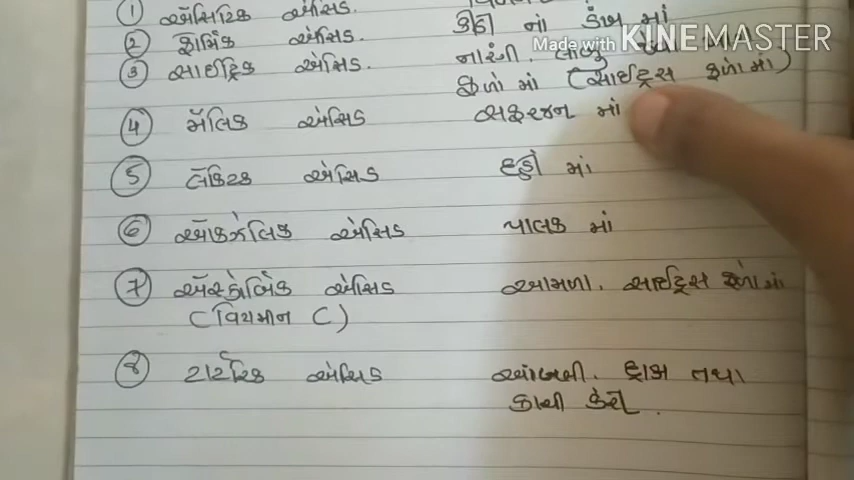 ① ઍસિટિક એસિડ.
② ફૉર્મિક એસિડ. કીડી નાં ડંખ માં
Made with KINEMASTER
③ સાઇટ્રિક એસિડ. નારંગી. લીંબુ
ફળો માં (સાઇટ્રસ ફળોમાં)
④ મૅલિક એસિડ સફરજન માં
⑤ લૅક્ટિક એસિડ દહીં માં
⑥ ઑક્ઝેલિક એસિડ પાલક માં
⑦ ઍસ્કોર્બિક એસિડ આમળા. સાઇટ્રસ ફળોમાં
(વિટામીન C)
⑧ ટાર્ટરિક એસિડ આંબલી. દ્રાક્ષ તથા
કાચી કેરી.